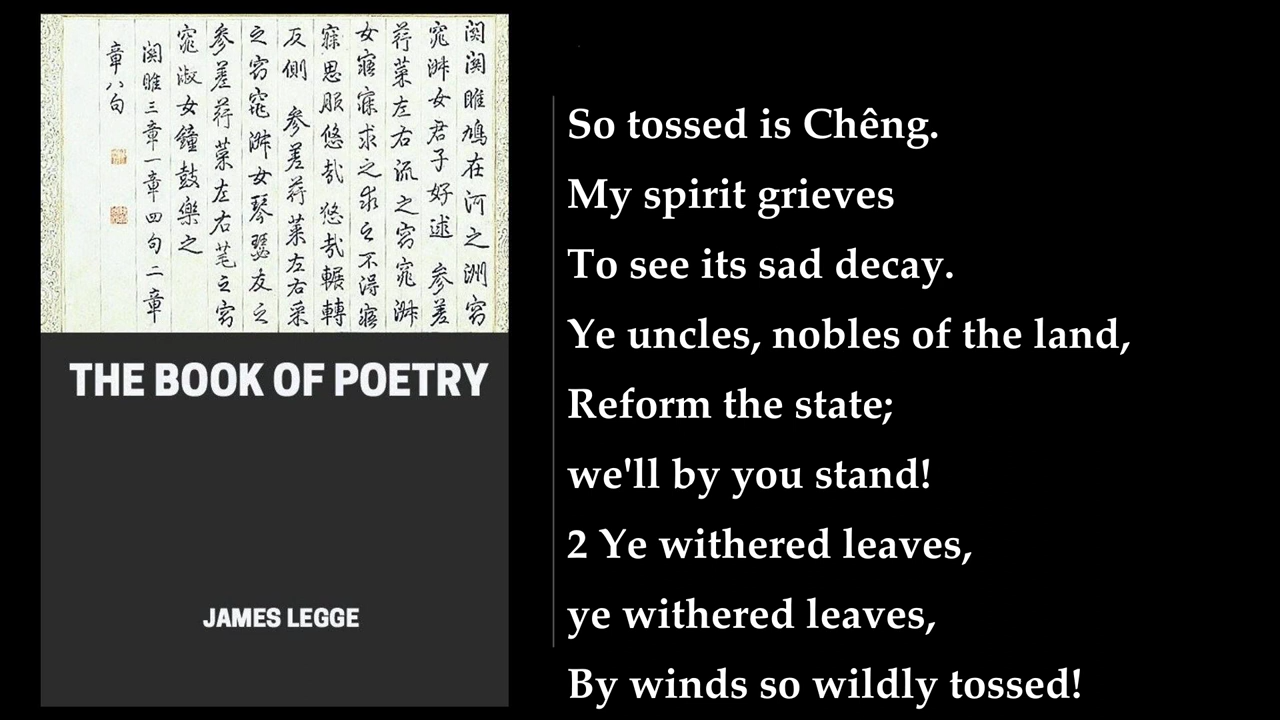 關關雎鳩在河之洲窈
窕淑女君子好逑 參差
荇菜左右流之窈窕淑
女寤寐求之求之不得寤
寐思服悠哉悠哉輾轉
反側 參差荇菜左右采
之窈窕淑女琴瑟友之
參差荇菜左右芼之窈
窕淑女鐘鼓樂之
關雎三章一章四句二章
章八句
THE BOOK OF POETRY
JAMES LEGGE
So tossed is Chêng.
My spirit grieves
To see its sad decay.
Ye uncles, nobles of the land,
Reform the state;
we'll by you stand!
2 Ye withered leaves,
ye withered leaves,
By winds so wildly tossed!